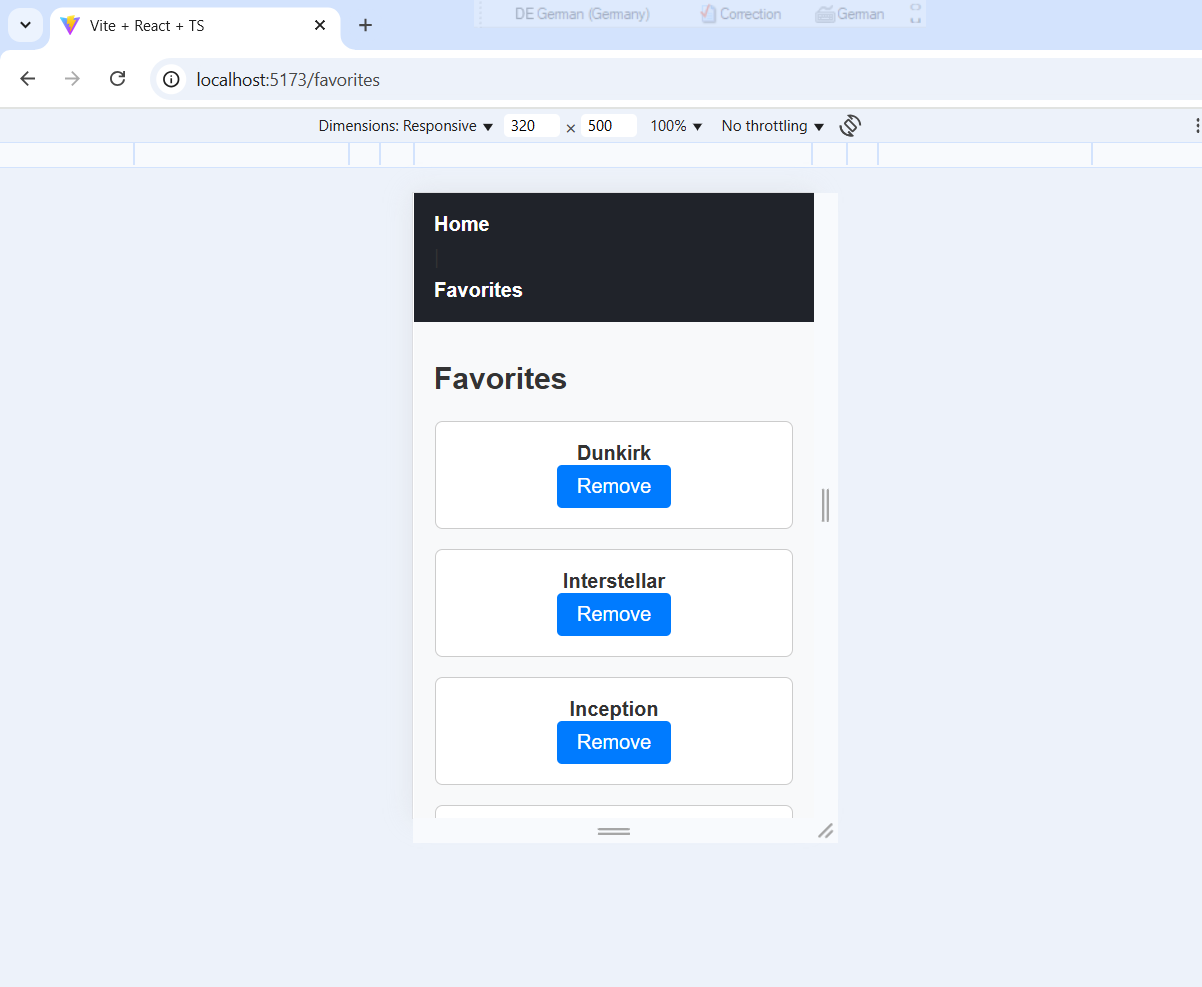 Vite + React + TS
DE German (Germany) Correction German
localhost:5173/favorites
Dimensions: Responsive 320 × 500 100% No throttling
Home
|
Favorites
Favorites
Dunkirk
Remove
Interstellar
Remove
Inception
Remove